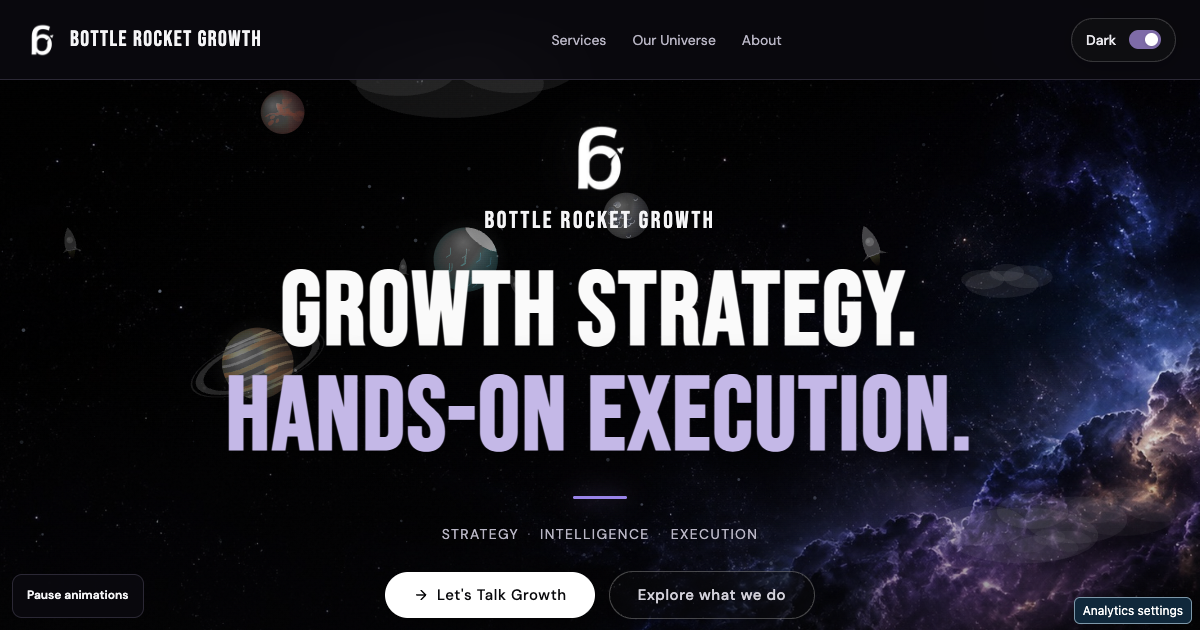 BOTTLE ROCKET GROWTH
Services
Our Universe
About
Dark
BOTTLE ROCKET GROWTH
GROWTH STRATEGY.
HANDS-ON EXECUTION.
STRATEGY · INTELLIGENCE · EXECUTION
Pause animations
→ Let's Talk Growth
Explore what we do
Analytics settings